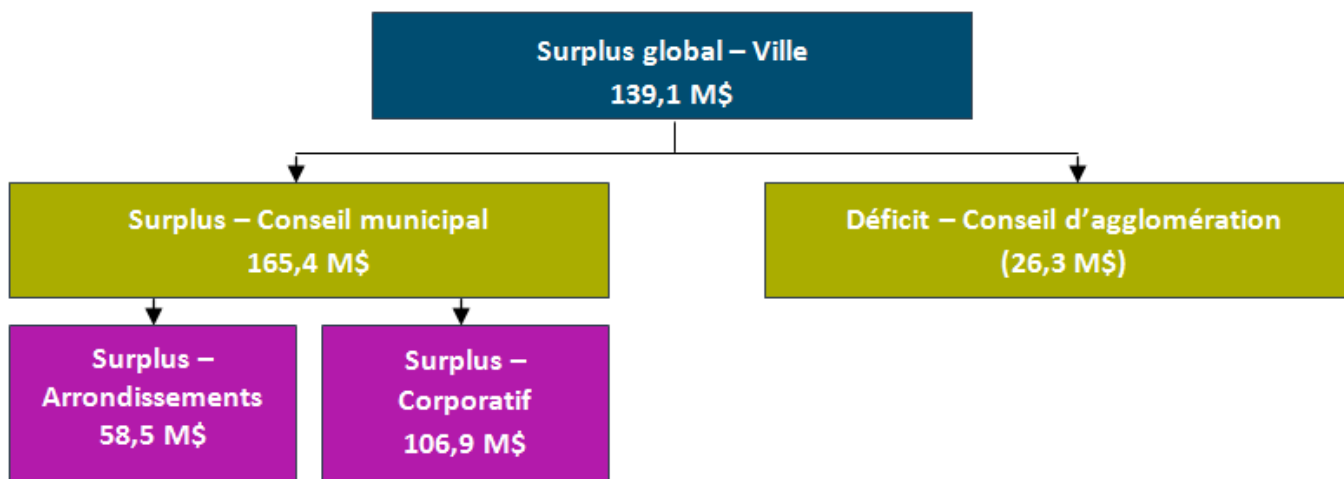 Surplus global – Ville
139,1 M$
Surplus – Conseil municipal
165,4 M$
Déficit – Conseil d’agglomération
(26,3 M$)
Surplus –
Arrondissements
58,5 M$
Surplus –
Corporatif
106,9 M$